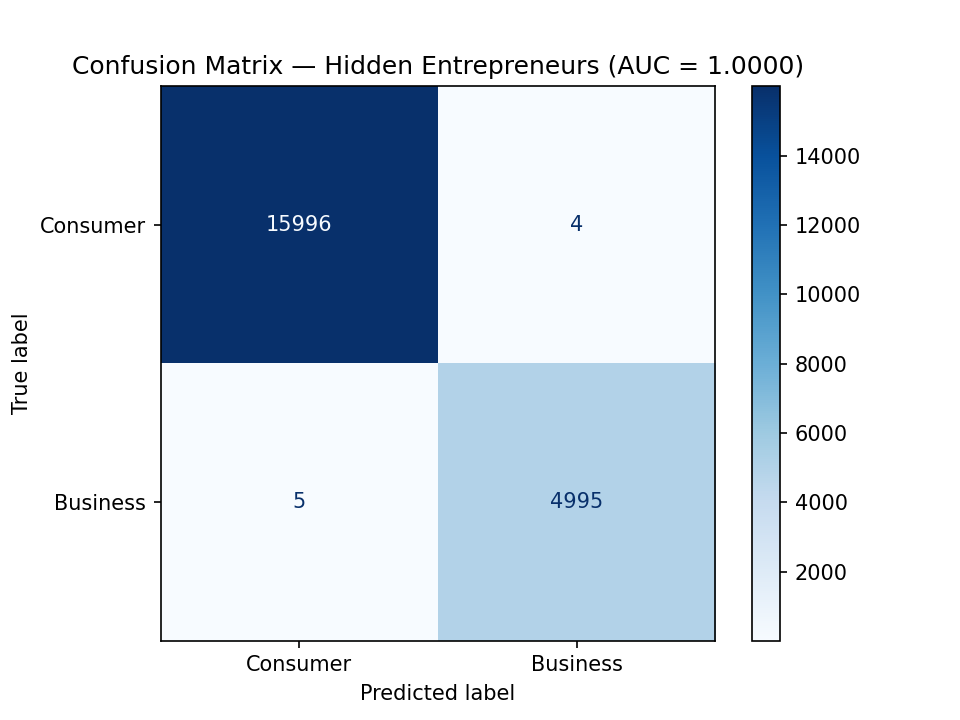 Confusion Matrix — Hidden Entrepreneurs (AUC = 1.0000)
True label
Consumer
Business
15996
4
5
4995
Consumer
Business
Predicted label
14000
12000
10000
8000
6000
4000
2000